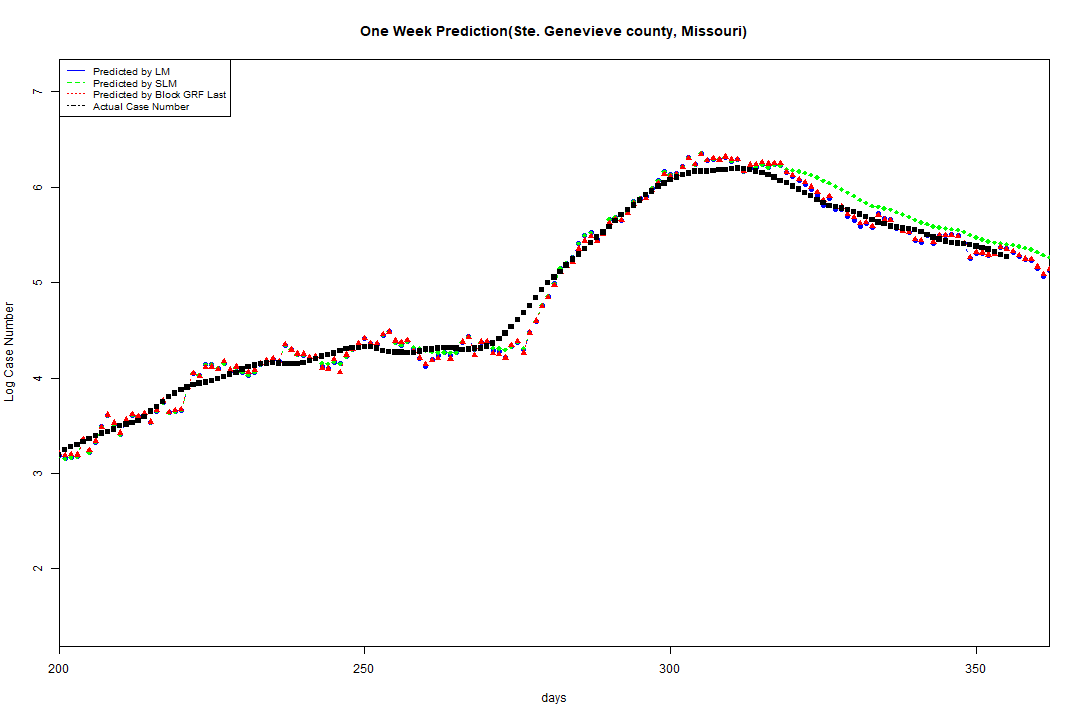 One Week Prediction(Ste. Genevieve county, Missouri)
Predicted by LM
Predicted by SLM
Predicted by Block GRF Last
Actual Case Number
Log Case Number
7
6
5
4
3
2
200 250 300 350
days